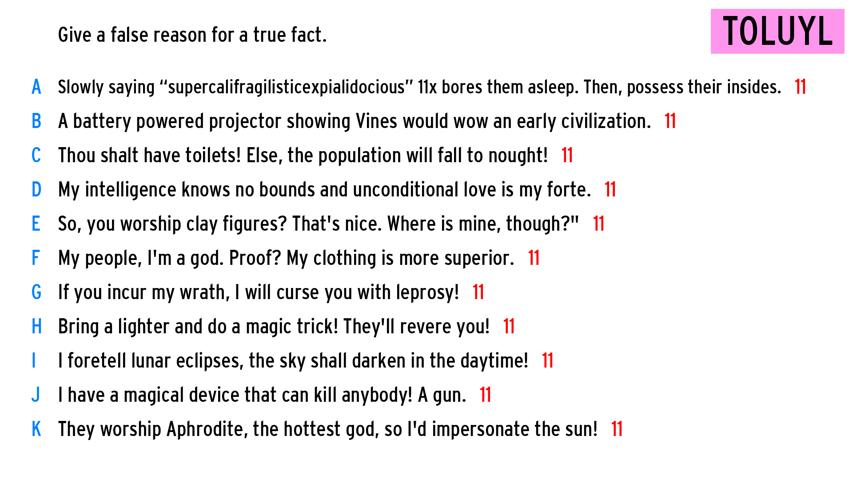 Give a false reason for a true fact.
TOLUYL
A Slowly saying “supercalifragilisticexpialidocious” 11x bores them asleep. Then, possess their insides. 11
B A battery powered projector showing Vines would wow an early civilization. 11
C Thou shalt have toilets! Else, the population will fall to nought! 11
D My intelligence knows no bounds and unconditional love is my forte. 11
E So, you worship clay figures? That's nice. Where is mine, though?" 11
F My people, I'm a god. Proof? My clothing is more superior. 11
G If you incur my wrath, I will curse you with leprosy! 11
H Bring a lighter and do a magic trick! They'll revere you! 11
I I foretell lunar eclipses, the sky shall darken in the daytime! 11
J I have a magical device that can kill anybody! A gun. 11
K They worship Aphrodite, the hottest god, so I'd impersonate the sun! 11